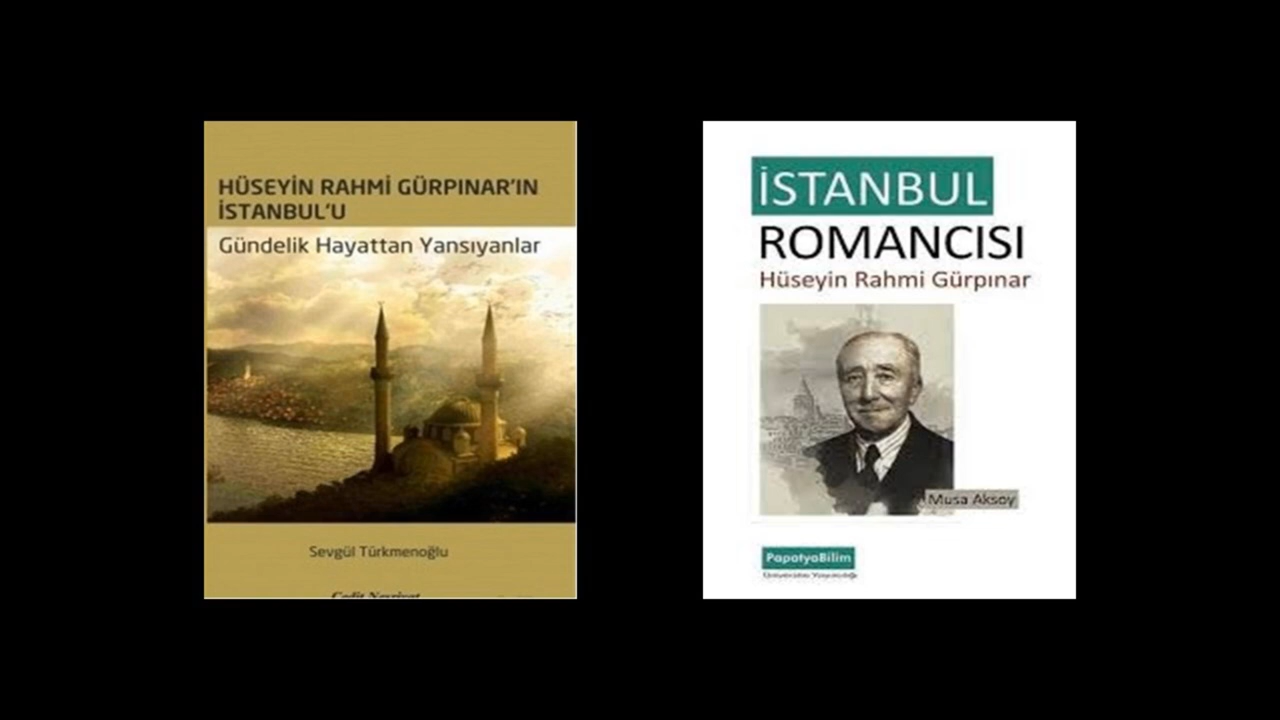 HÜSEYİN RAHMİ GÜRPINAR'IN
İSTANBUL'U
Gündelik Hayattan Yansıyanlar
Sevgül Türkmenoğlu
İSTANBUL
ROMANCISI
Hüseyin Rahmi Gürpınar
Musa Aksoy
PapatyaBilim